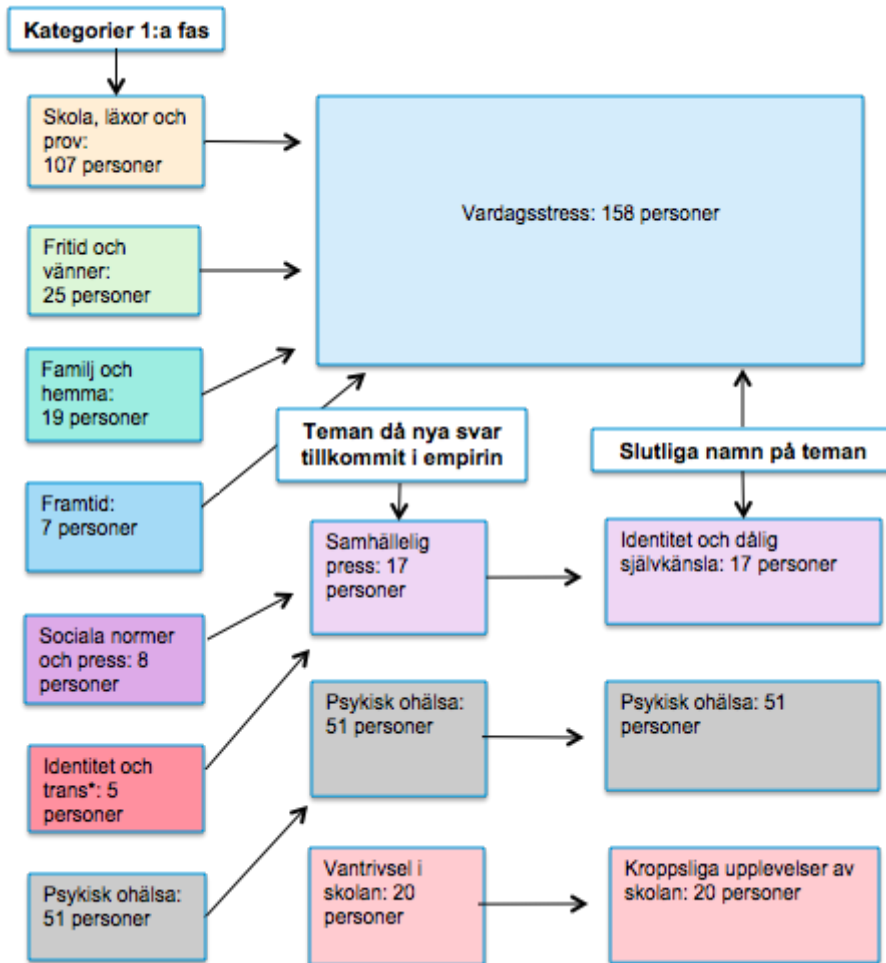 Kategorier 1:a fas
Skola, läxor och
prov:
107 personer
Fritid och
vänner:
25 personer
Familj och
hemma:
19 personer
Framtid:
7 personer
Sociala normer
och press: 8
personer
Identitet och
trans*: 5
personer
Psykisk ohälsa:
51 personer
Vardagsstress: 158 personer
Teman då nya svar
tillkommit i empirin
Samhällelig
press: 17
personer
Psykisk ohälsa:
51 personer
Vantrivsel i
skolan: 20
personer
Slutliga namn på teman
Identitet och dålig
självkänsla: 17 personer
Psykisk ohälsa: 51
personer
Kroppsliga upplevelser av
skolan: 20 personer